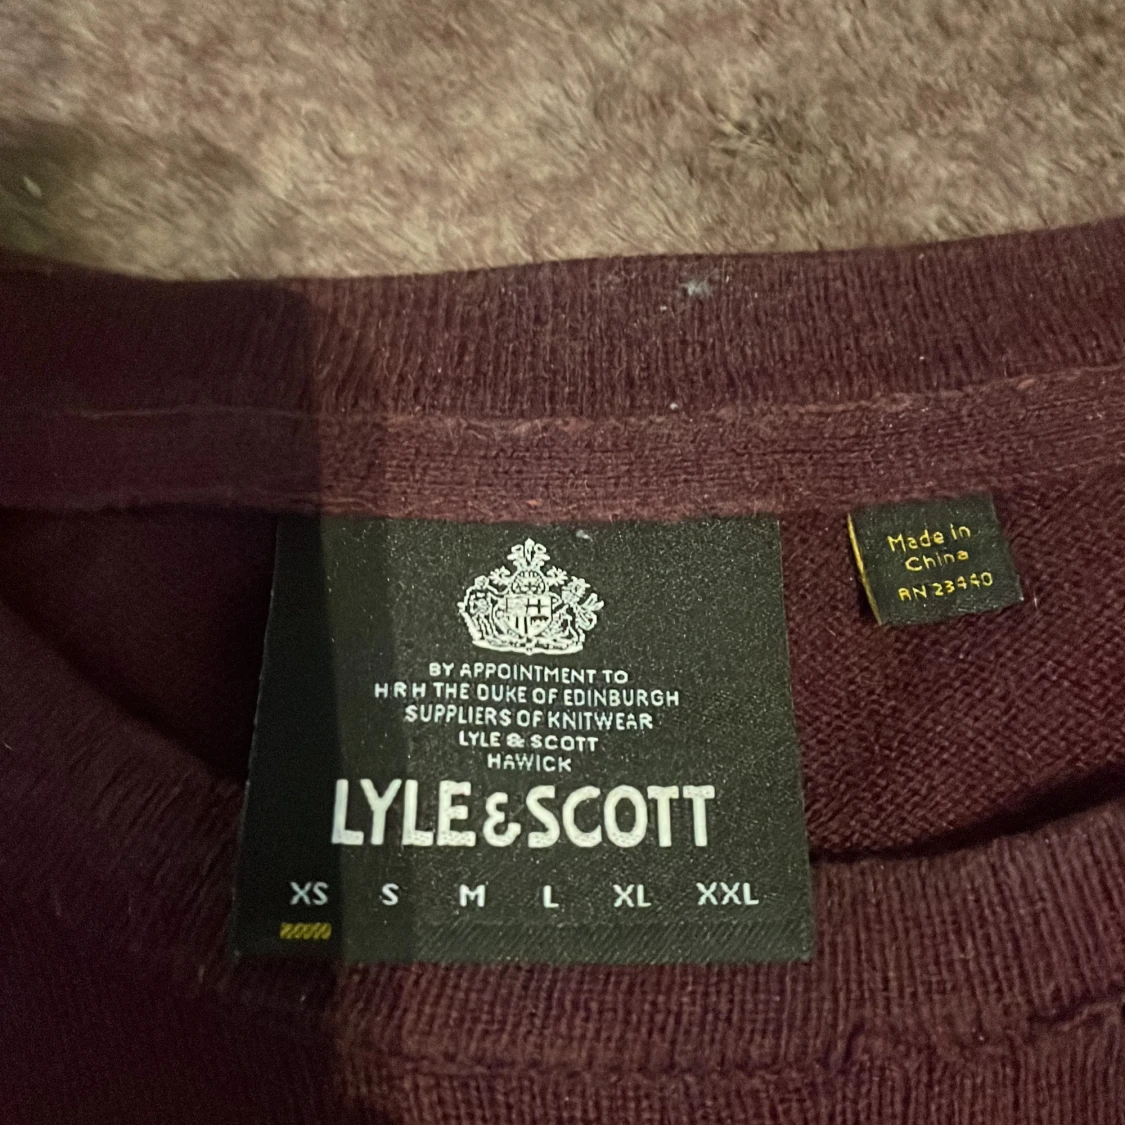 BY APPOINTMENT TO
HRH THE DUKE OF EDINBURGH
SUPPLIERS OF KNITWEAR
LYLE & SCOTT
HAWICK
LYLE & SCOTT
XS S M L XL XXL
Made in
China
RN 23440